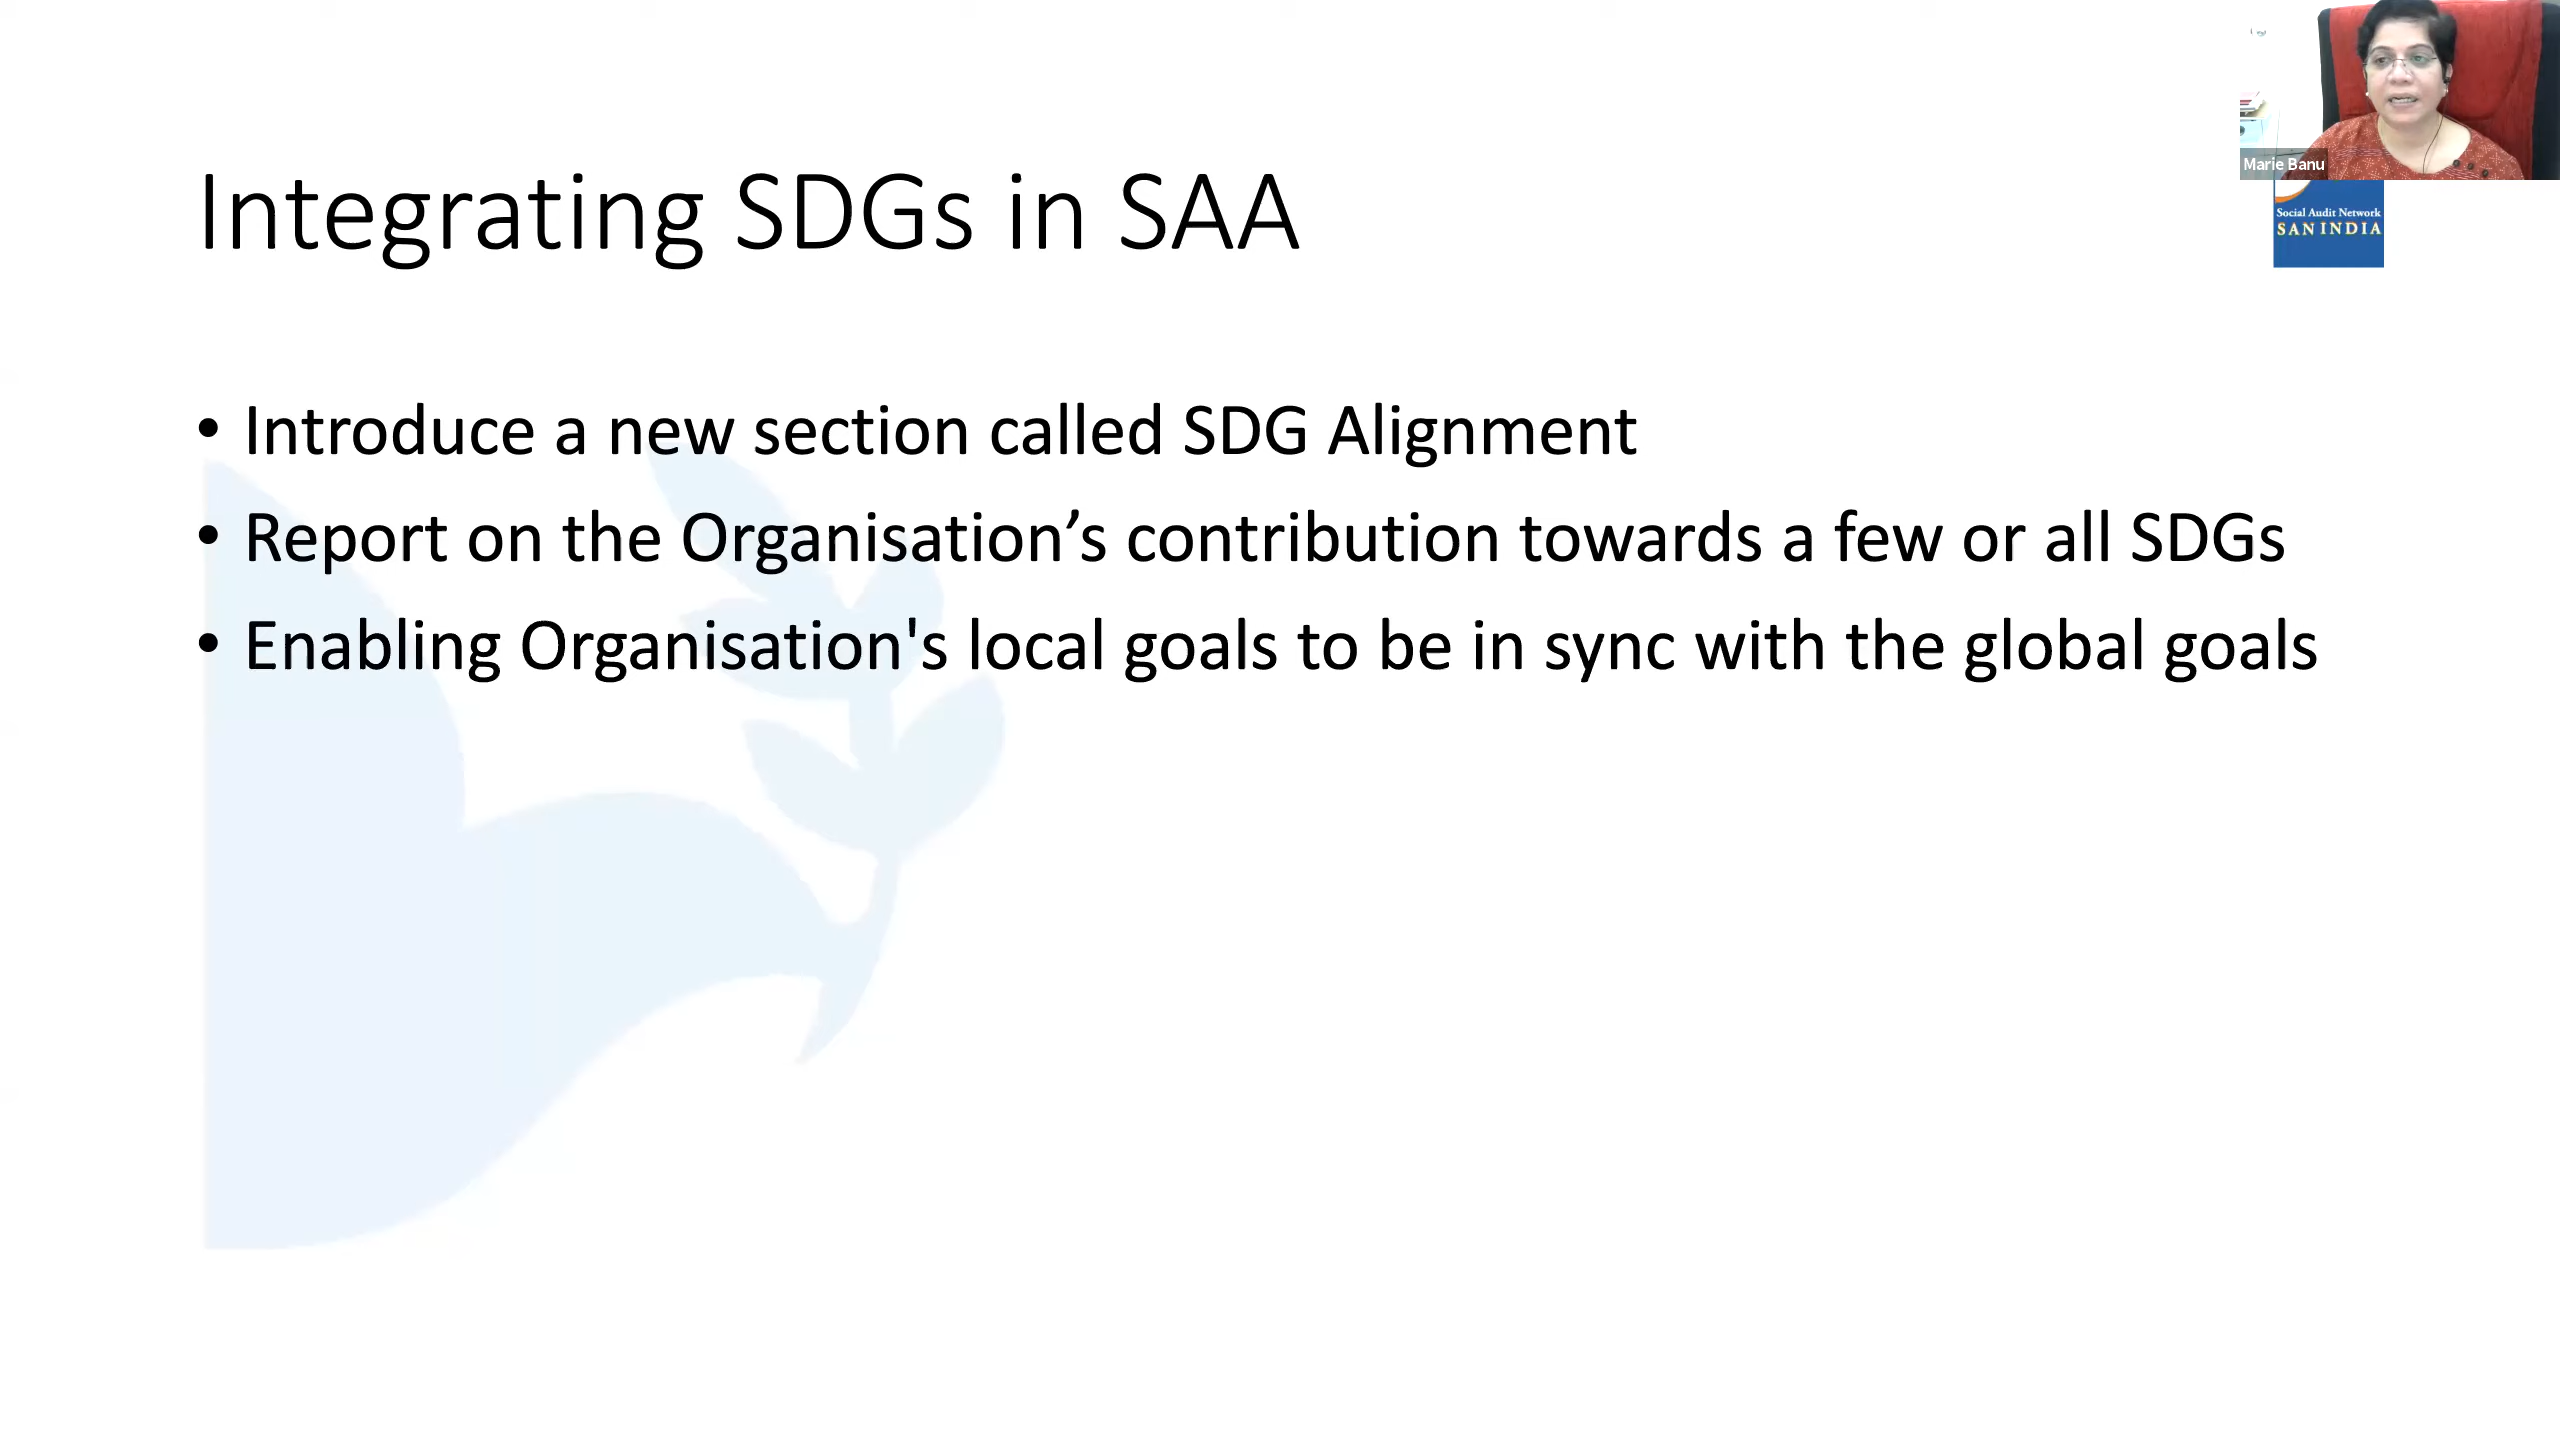 Marie Banu
Social Audit Network
SAN INDIA
Integrating SDGs in SAA
• Introduce a new section called SDG Alignment
• Report on the Organisation’s contribution towards a few or all SDGs
• Enabling Organisation's local goals to be in sync with the global goals